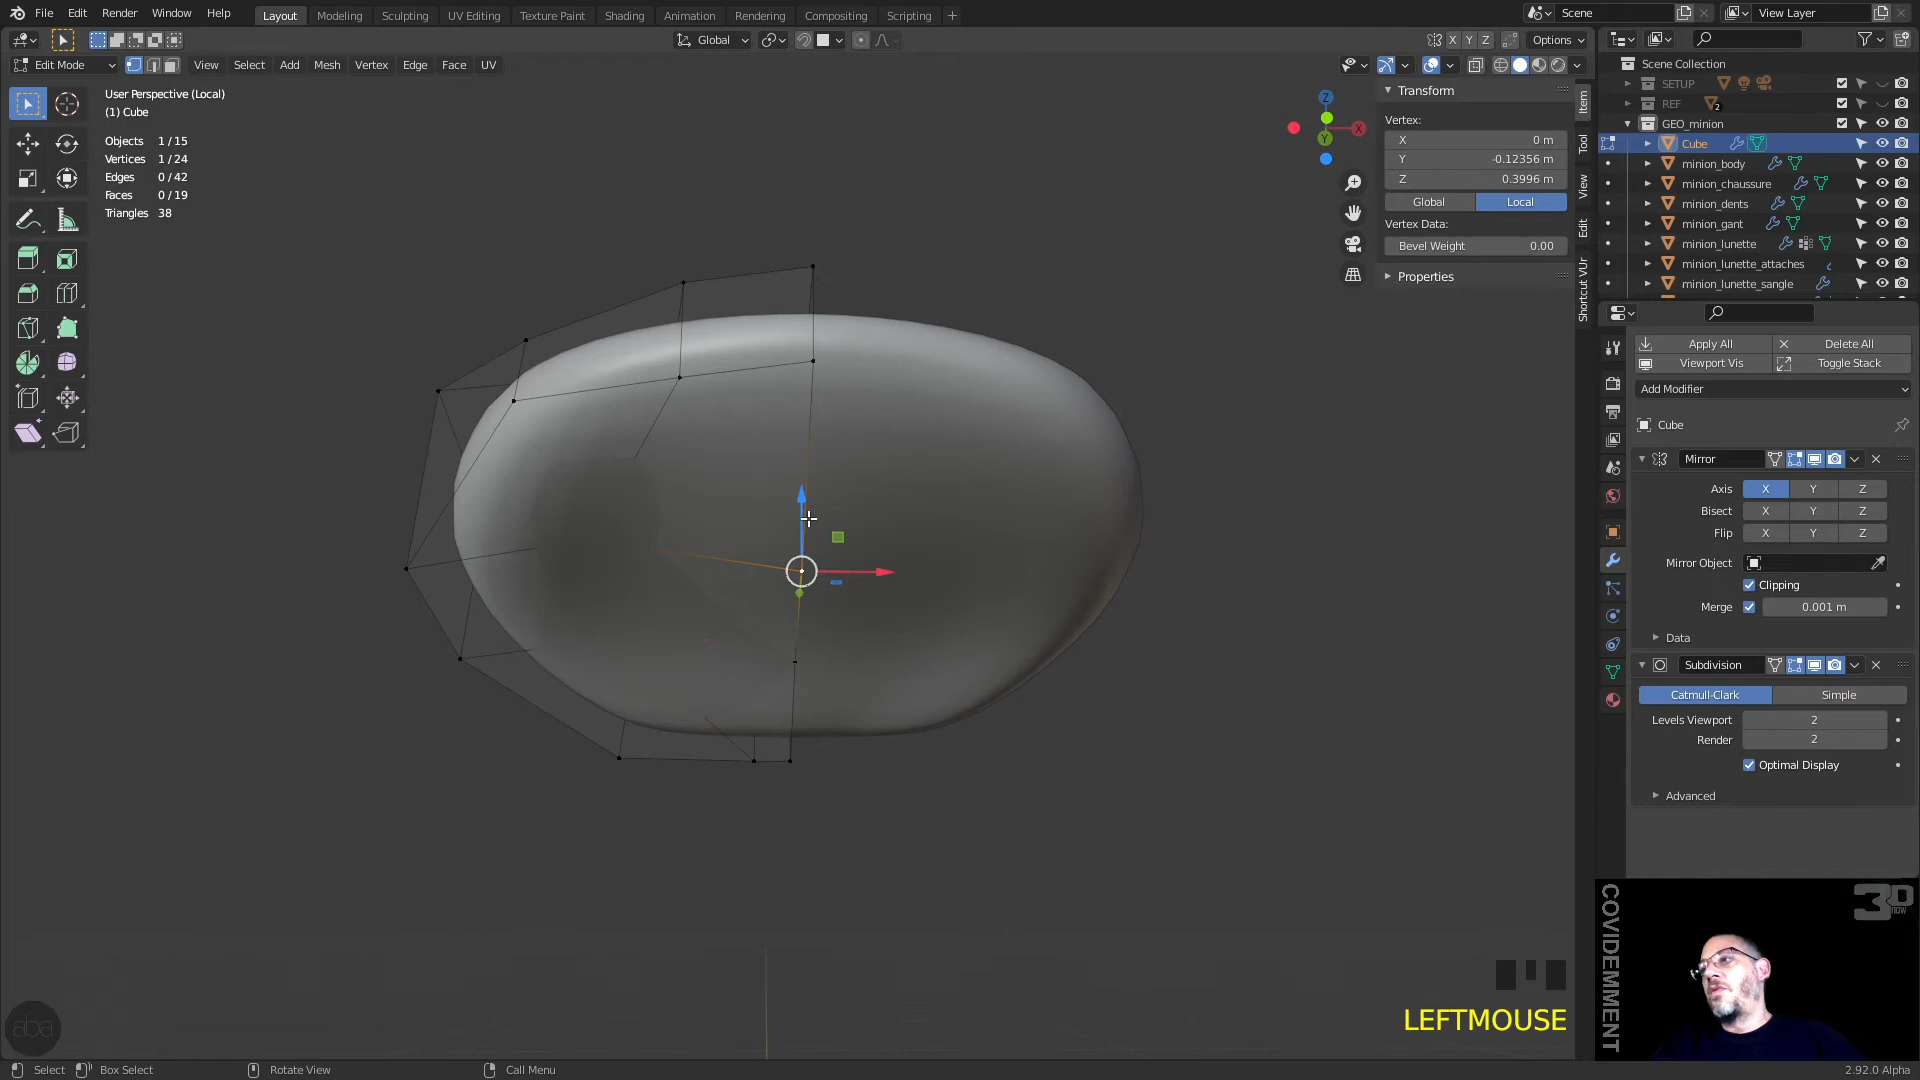 File Edit Render Window Help Layout Modeling Sculpting UV Editing Texture Paint Shading Animation Rendering Compositing Scripting + Scene View Layer
Global Options
X Y Z
Edit Mode View Select Add Mesh Vertex Edge Face UV
User Perspective (Local)
(1) Cube
Objects 1/15
Vertices 1/24
Edges 0/42
Faces 0/19
Triangles 38
Z
X
Y
Transform
Vertex:
X 0 m
Y -0.12356 m
Z 0.3996 m
Global Local
Vertex Data:
Bevel Weight 0.00
Properties
Item
Tool
View
Edit
Shortcut VUr
Scene Collection
SETUP
REF 2
GEO_minion
Cube
minion_body
minion_chaussure
minion_dents
minion_gant
minion_lunette
minion_lunette_attaches
minion_lunette_sangle
Apply All Delete All
Viewport Vis Toggle Stack
Add Modifier
Cube
Mirror
Axis X Y Z
Bisect X Y Z
Flip X Y Z
Mirror Object
Clipping
Merge 0.001 m
Data
Subdivision
Catmull-Clark Simple
Levels Viewport 2
Render 2
Optimal Display
Advanced
COVIDEMMENT
3D
now
aba
LEFTMOUSE
Select Box Select Rotate View Call Menu 2.92.0 Alpha